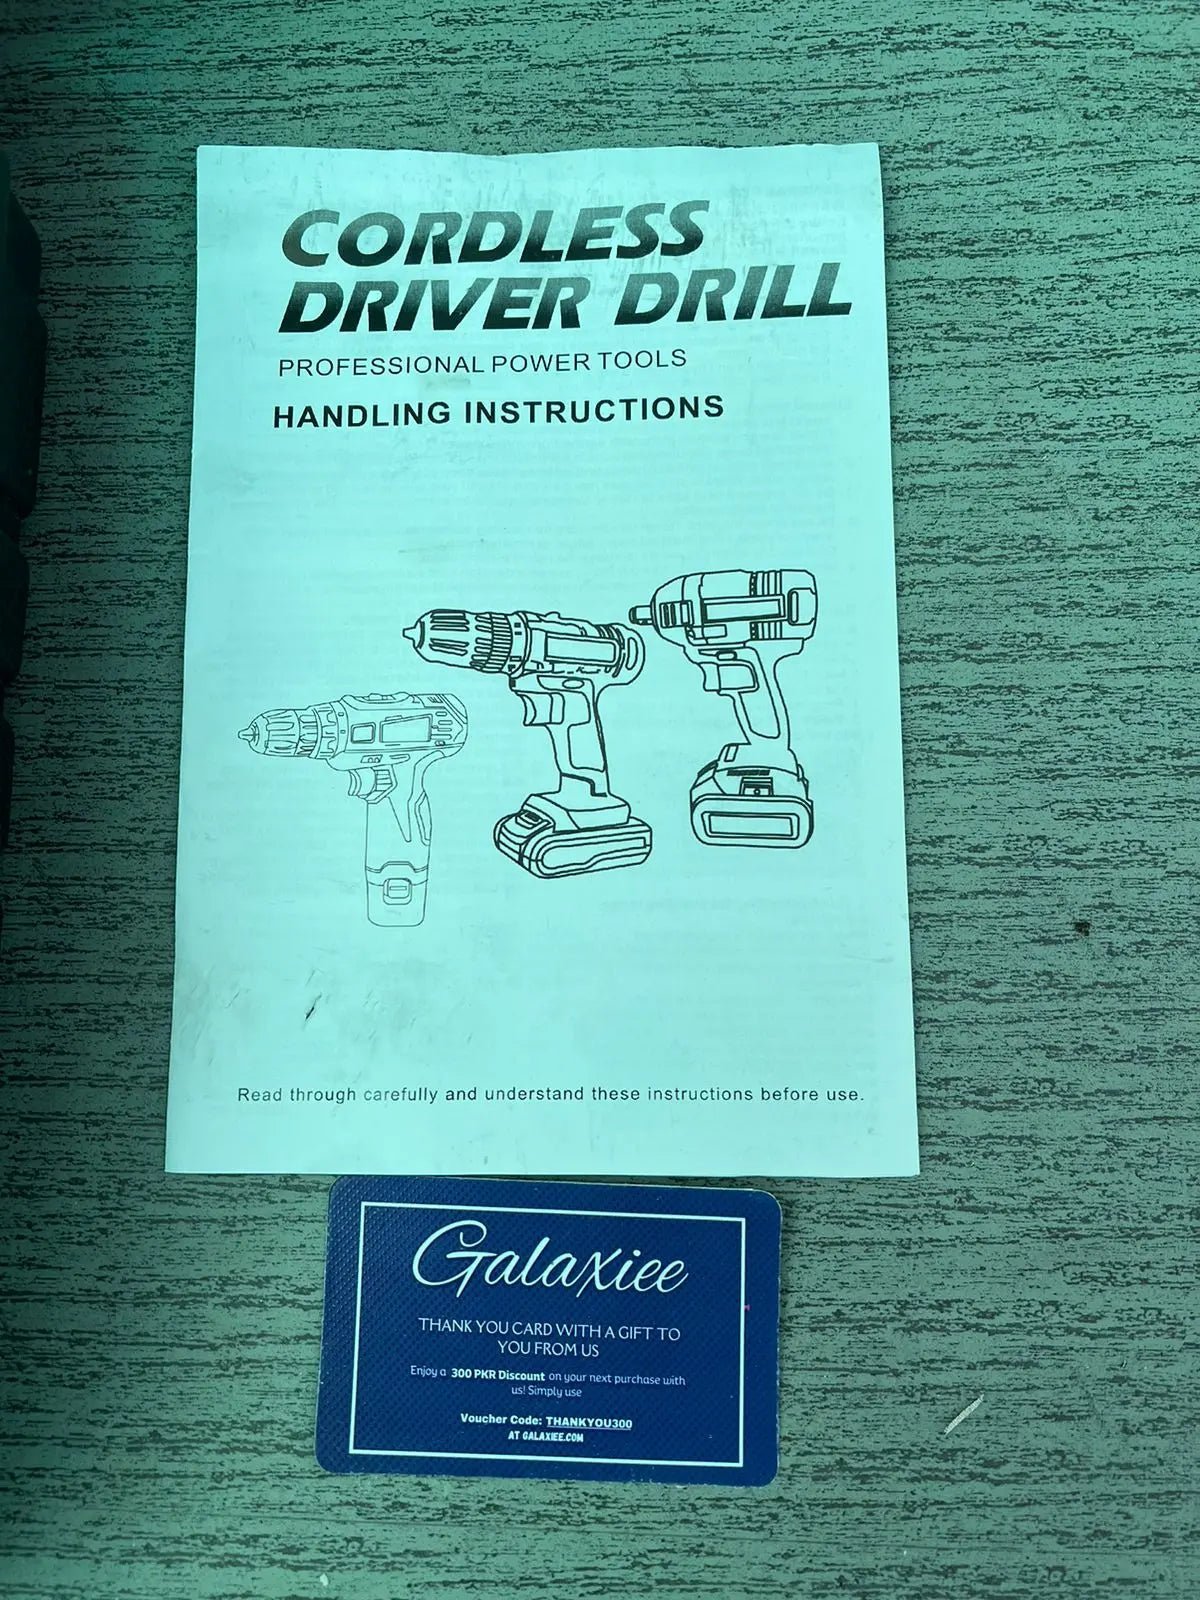 CORDLESS
DRIVER DRILL
PROFESSIONAL POWER TOOLS
HANDLING INSTRUCTIONS
Read through carefully and understand these instructions before use.
Galaxiee
THANK YOU CARD WITH A GIFT TO
YOU FROM US
Enjoy a 300 PKR Discount on your next purchase with
us! Simply use
Voucher Code: THANKYOU300
AT GALAXIEE.COM